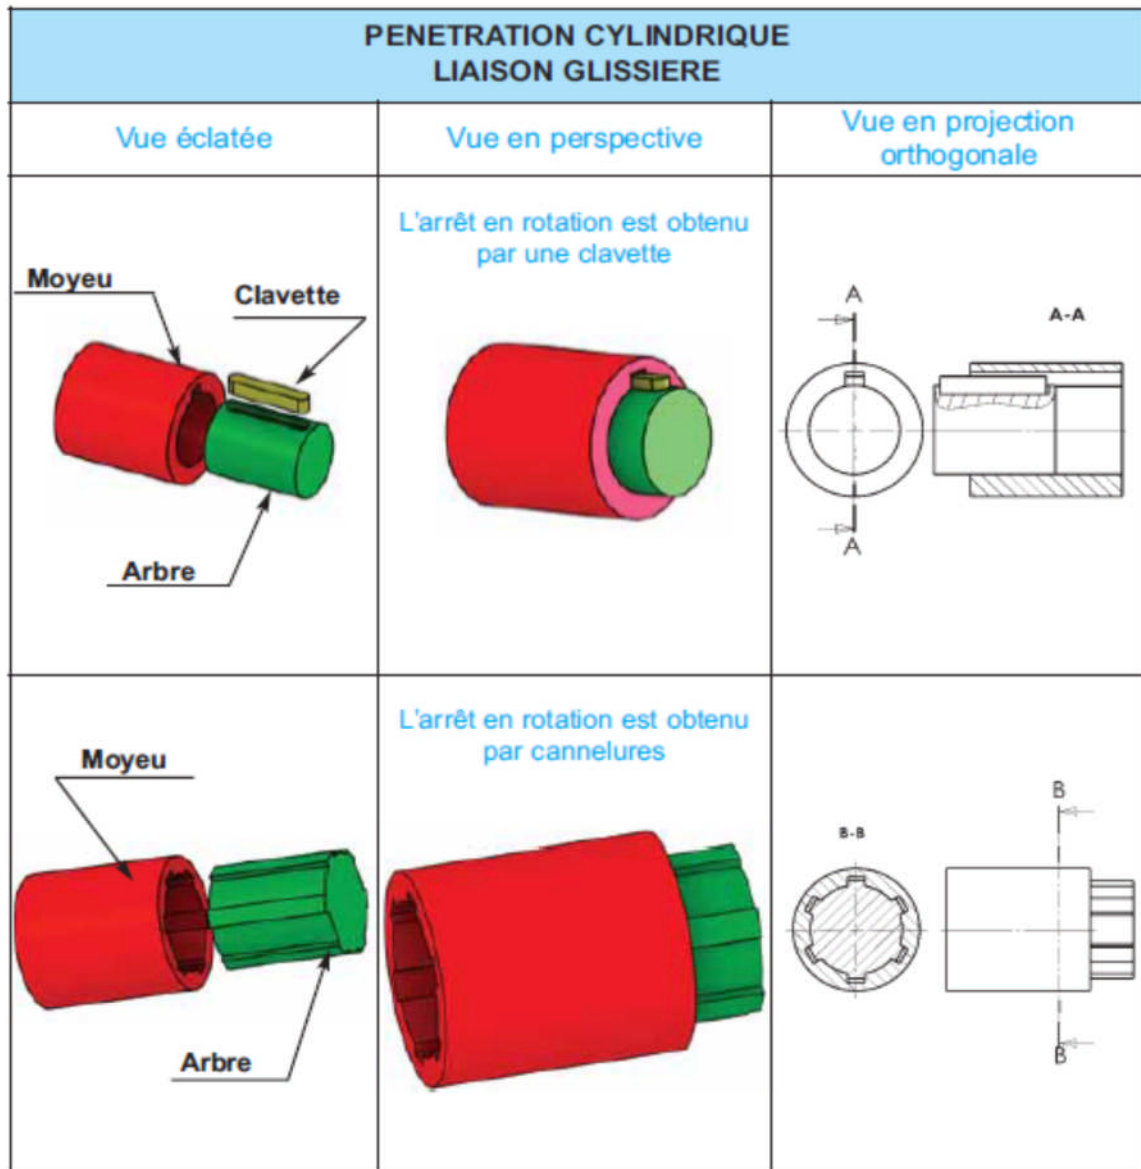 PENETRATION CYLINDRIQUE
LIAISON GLISSIERE
Vue éclatée
Vue en perspective
Vue en projection
orthogonale
L'arrêt en rotation est obtenu
par une clavette
Moyeu
Clavette
Arbre
A
A-A
A
L'arrêt en rotation est obtenu
par cannelures
Moyeu
Arbre
B
B-B
B